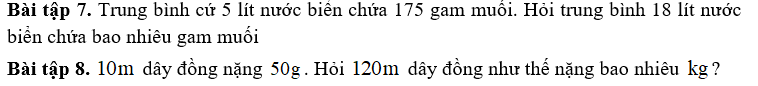 Bài tập 7. Trung bình cứ 5 lít nước biển chứa 175 gam muối. Hỏi trung bình 18 lít nước
biển chứa bao nhiêu gam muối
Bài tập 8. 10m dây đồng nặng 50g. Hỏi 120m dây đồng như thế nặng bao nhiêu kg?